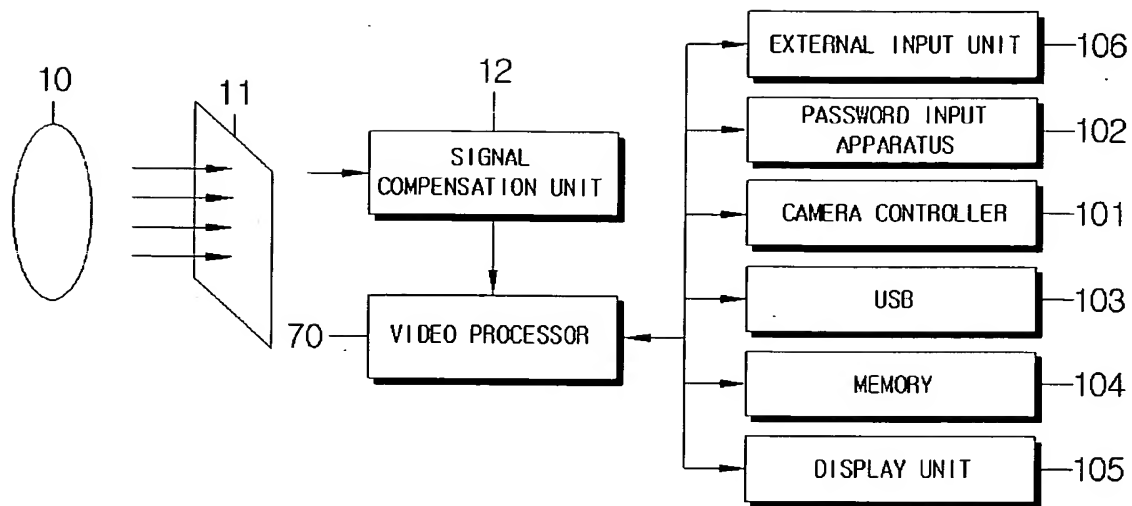 10
11
12
SIGNAL
COMPENSATION UNIT
70
VIDEO PROCESSOR
EXTERNAL INPUT UNIT
106
PASSWORD INPUT
APPARATUS
102
CAMERA CONTROLLER
101
USB
103
MEMORY
104
DISPLAY UNIT
105